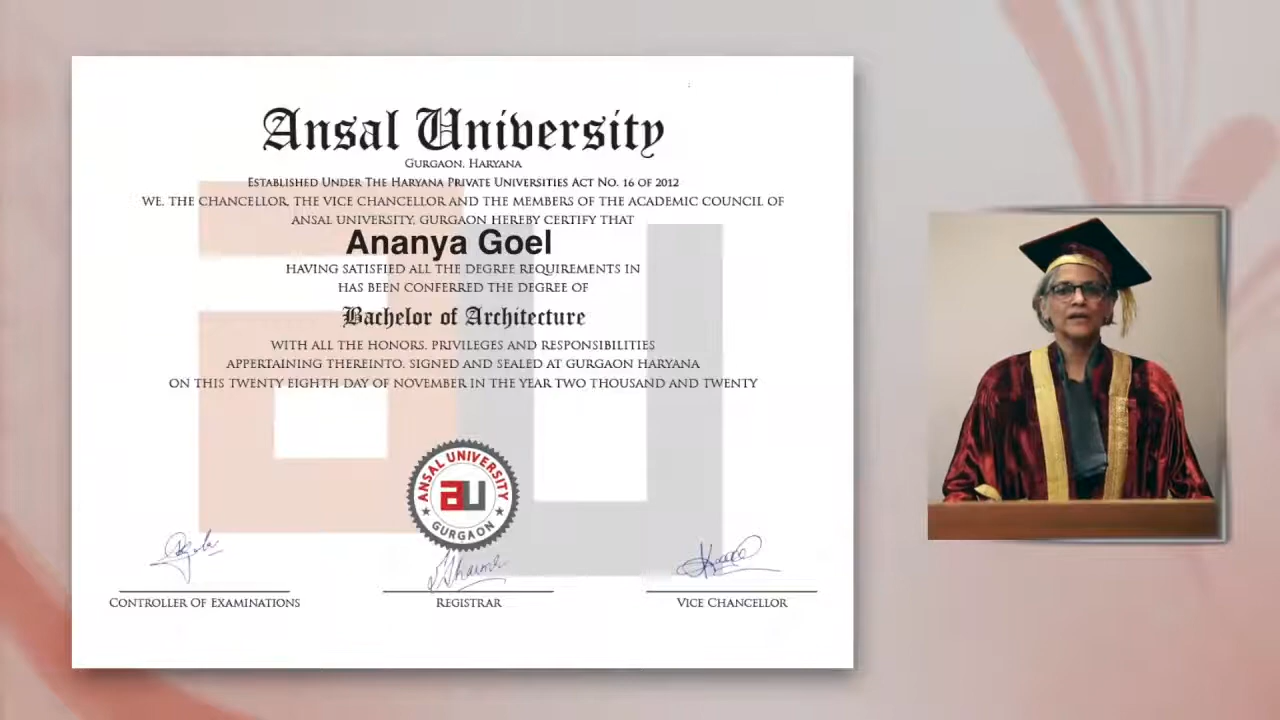 Ansal University
GURGAON, HARYANA
ESTABLISHED UNDER THE HARYANA PRIVATE UNIVERSITIES ACT NO. 16 OF 2012
WE, THE CHANCELLOR, THE VICE CHANCELLOR AND THE MEMBERS OF THE ACADEMIC COUNCIL OF
ANSAL UNIVERSITY, GURGAON HEREBY CERTIFY THAT
Ananya Goel
HAVING SATISFIED ALL THE DEGREE REQUIREMENTS IN
HAS BEEN CONFERRED THE DEGREE OF
Bachelor of Architecture
WITH ALL THE HONORS, PRIVILEGES AND RESPONSIBILITIES
APPERTAINING THEREINTO, SIGNED AND SEALED AT GURGAON HARYANA
ON THIS TWENTY EIGHTH DAY OF NOVEMBER IN THE YEAR TWO THOUSAND AND TWENTY
ANSAL UNIVERSITY
au
GURGAON
CONTROLLER OF EXAMINATIONS
REGISTRAR
VICE CHANCELLOR